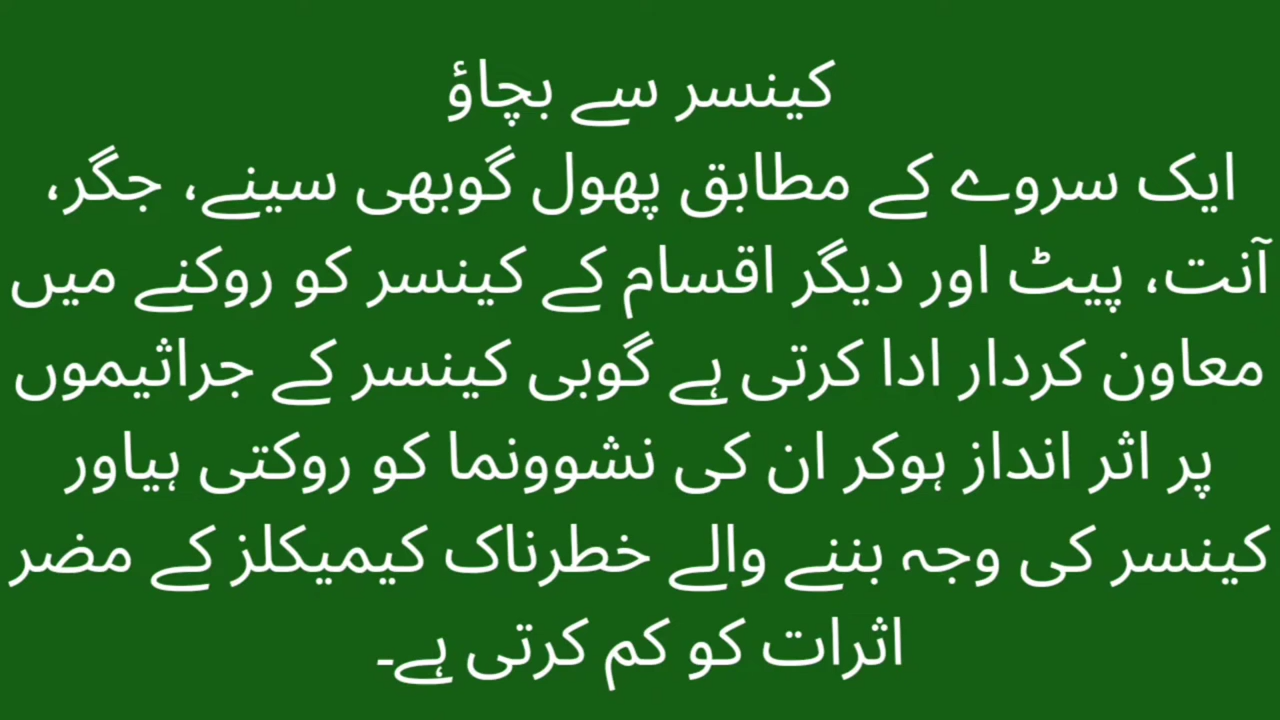 کینسر سے بچاؤ
ایک سروے کے مطابق پھول گوبھی سینے، جگر،
آنت، پیٹ اور دیگر اقسام کے کینسر کو روکنے میں
معاون کردار ادا کرتی ہے گوبی کینسر کے جراثیموں
پر اثر انداز ہوکر ان کی نشوونما کو روکتی ہیاور
کینسر کی وجہ بننے والے خطرناک کیمیکلز کے مضر
اثرات کو کم کرتی ہے۔